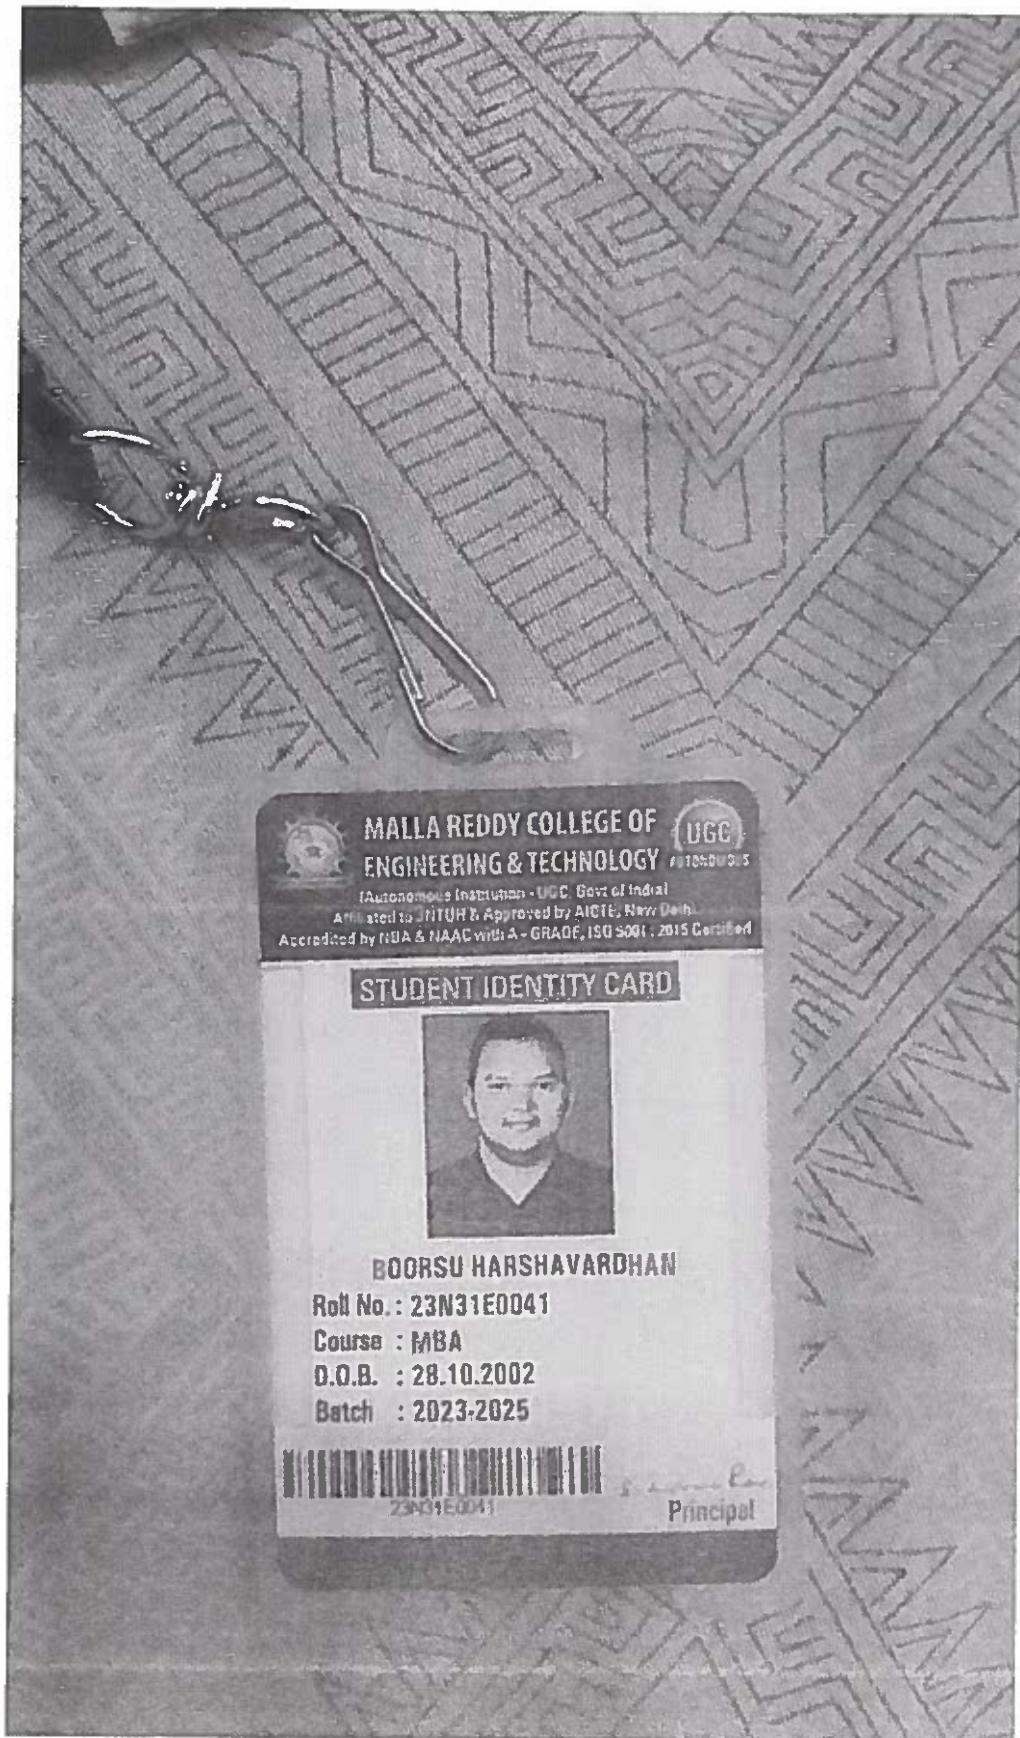 MALLA REDDY COLLEGE OF
ENGINEERING & TECHNOLOGY
UGC
AUTONOMOUS
(Autonomous Institution - UGC, Govt of India)
Affiliated to JNTUH & Approved by AICTE, New Delhi.
Accredited by NBA & NAAC with A - GRADE, ISO 9001 : 2015 Certified
STUDENT IDENTITY CARD
BOORSU HARSHAVARDHAN
Roll No. : 23N31E0041
Course : MBA
D.O.B. : 28.10.2002
Batch : 2023-2025
23N31E0041
Principal